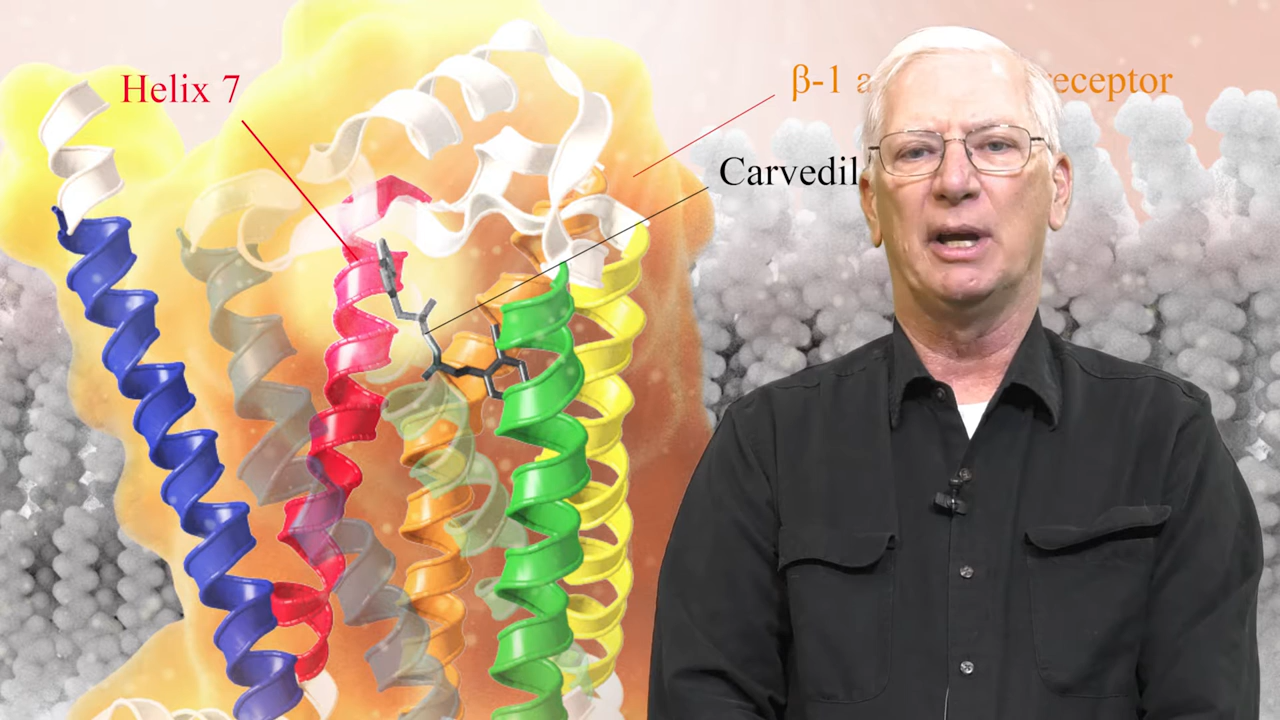 Helix 7
β-1 a receptor
Carvedil